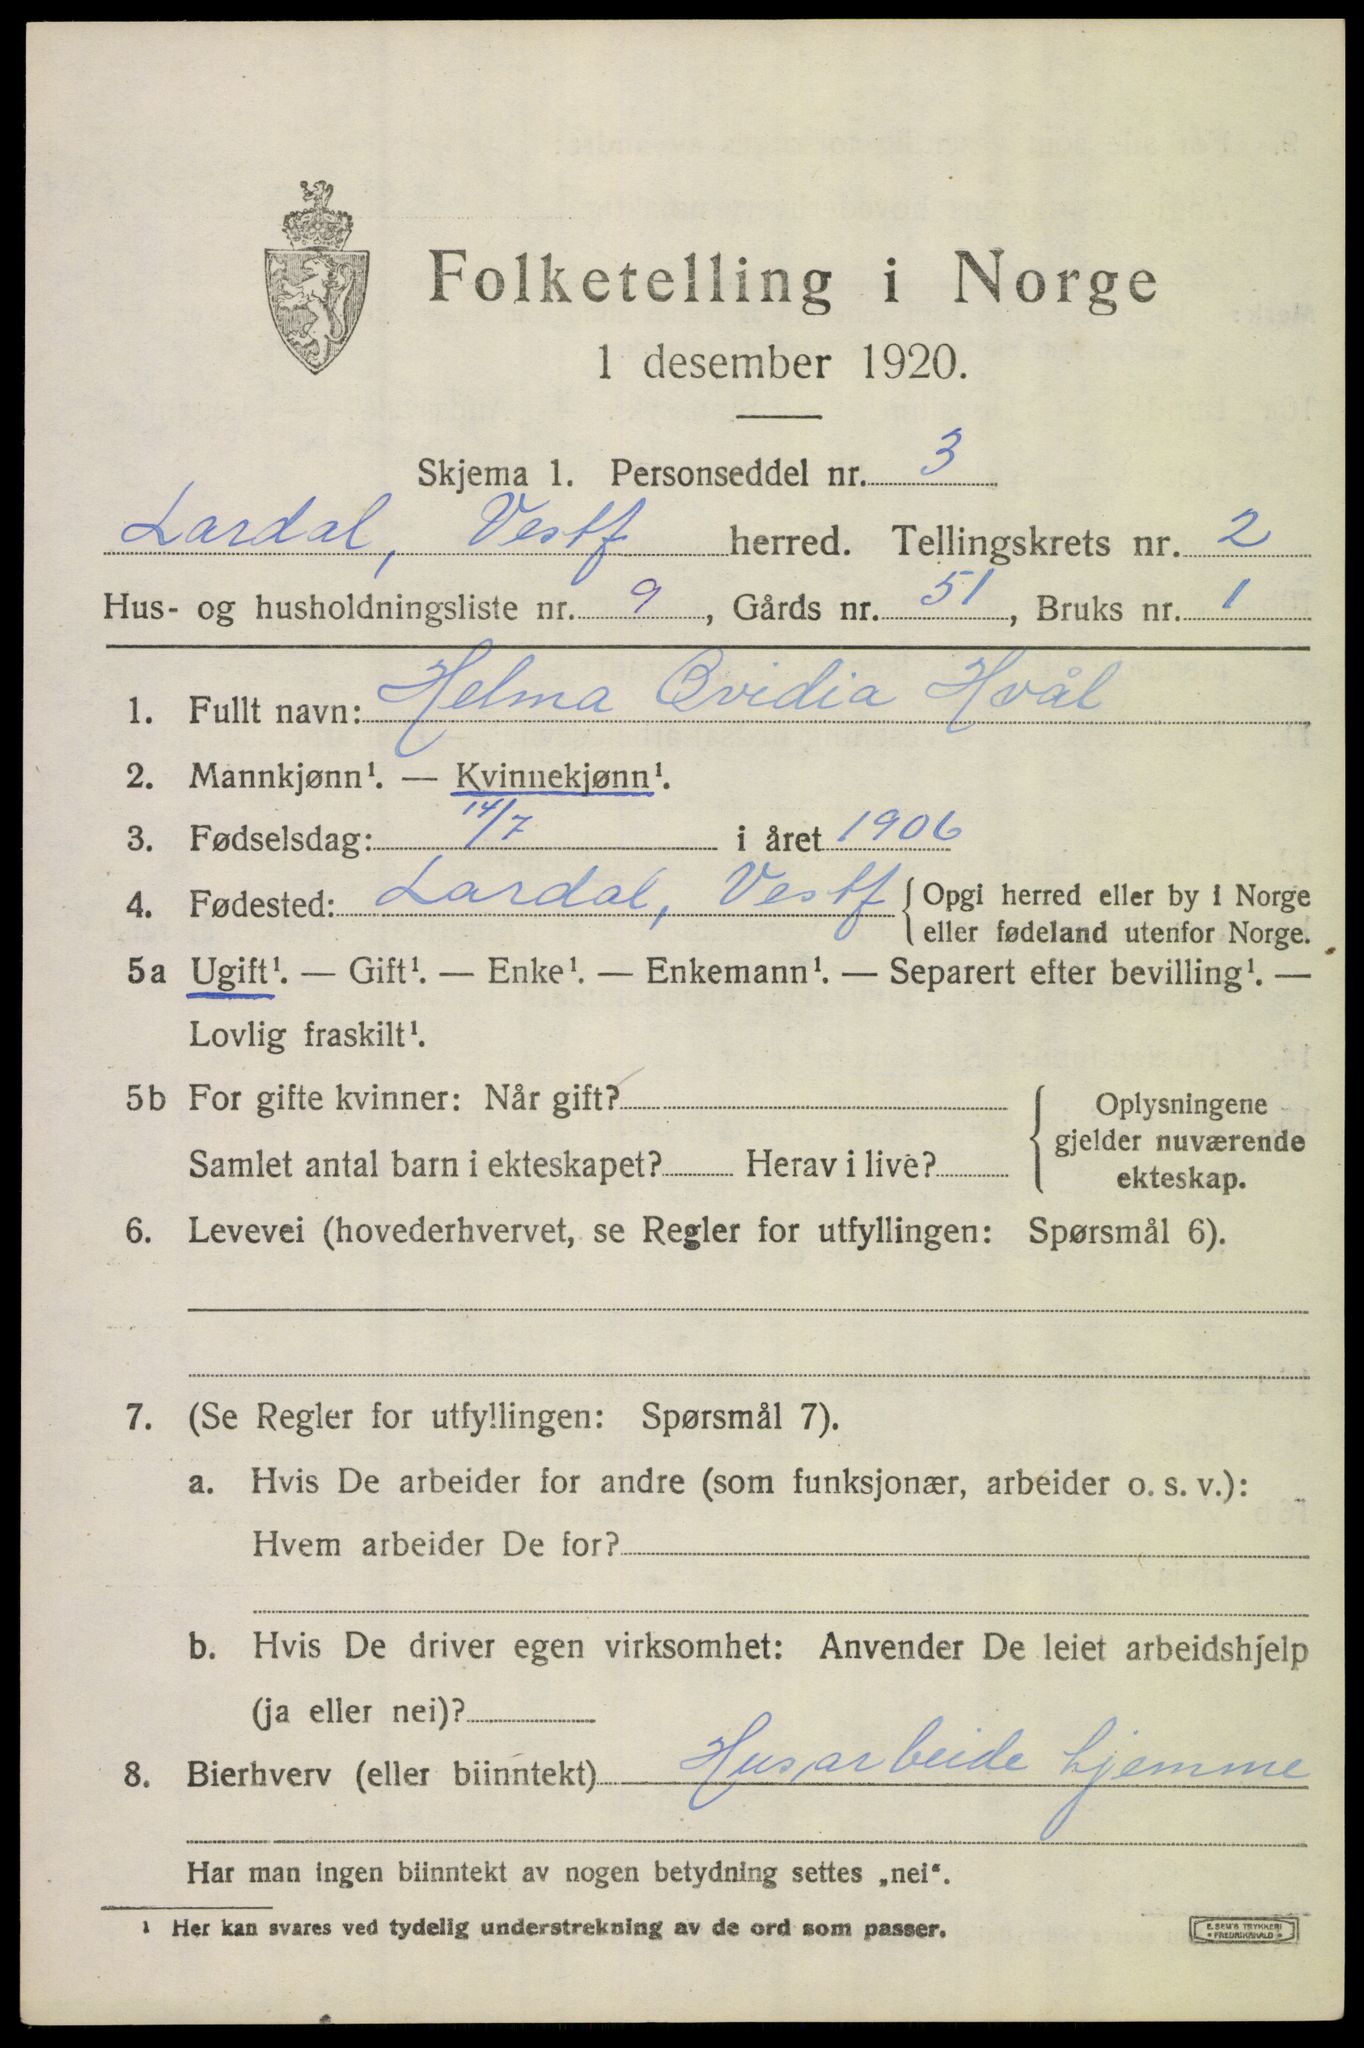 Folketelling i Norge
1 desember 1920.
Skjema 1. Personseddel nr. 3
Lardal, Vestf herred. Tellingskrets nr. 2
Hus- og husholdningsliste nr. 9, Gårds nr. 51, Bruks nr. 1
1. Fullt navn: Helma Ovidia Hvål
2. Mannkjønn¹. — Kvinnekjønn¹.
3. Fødselsdag: 14/7 i året 1906
4. Fødested: Lardal, Vestf { Opgi herred eller by i Norge
eller fødeland utenfor Norge.
5a Ugift¹. — Gift¹. — Enke¹. — Enkemann¹. — Separert efter bevilling¹. —
Lovlig fraskilt¹.
5b For gifte kvinner: Når gift? { Oplysningene
gjelder nuværende
Samlet antal barn i ekteskapet? Herav i live? ekteskap.
6. Levevei (hovederhvervet, se Regler for utfyllingen: Spørsmål 6).
7. (Se Regler for utfyllingen: Spørsmål 7).
a. Hvis De arbeider for andre (som funksjonær, arbeider o. s. v.):
Hvem arbeider De for?
b. Hvis De driver egen virksomhet: Anvender De leiet arbeidshjelp
(ja eller nei)?
8. Bierhverv (eller biinntekt) Husarbeide hjemme
Har man ingen biinntekt av nogen betydning settes „nei“.
¹ Her kan svares ved tydelig understrekning av de ord som passer.
E. SEM'S TRYKKERI
• FREDRIKSHALD •